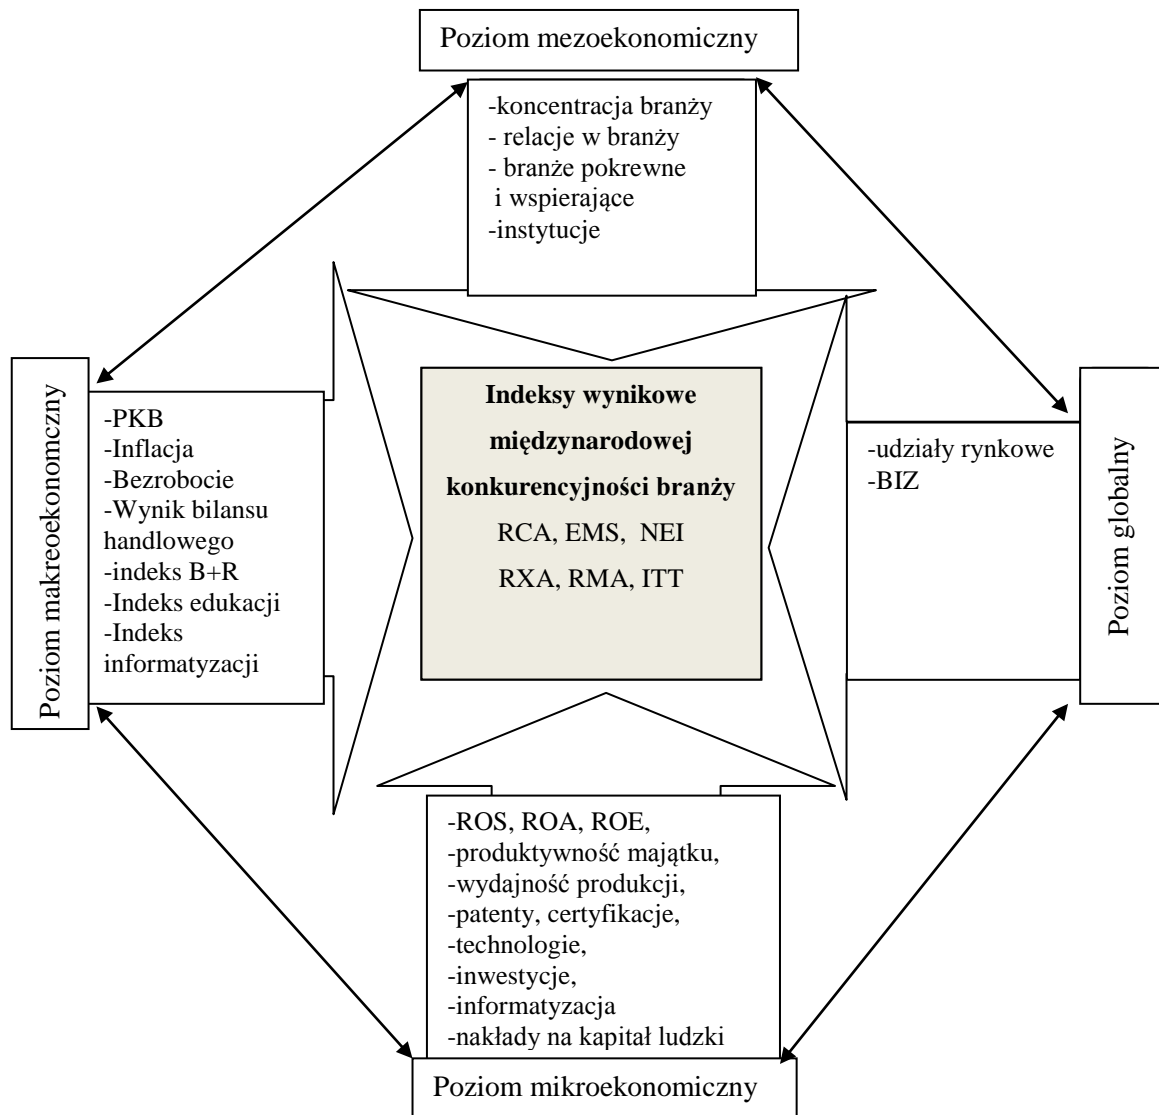 Poziom mezoekonomiczny
-koncentracja branży
- relacje w branży
- branże pokrewne
i wspierające
-instytucje
Poziom makreoekonomczny
-PKB
-Inflacja
-Bezrobocie
-Wynik bilansu
handlowego
-indeks B+R
-Indeks edukacji
-Indeks
informatyzacji
Indeksy wynikowe
międzynarodowej
konkurencyjności branży
RCA, EMS, NEI
RXA, RMA, ITT
-udziały rynkowe
-BIZ
Poziom globalny
-ROS, ROA, ROE,
-produktywność majątku,
-wydajność produkcji,
-patenty, certyfikacje,
-technologie,
-inwestycje,
-informatyzacja
-nakłady na kapitał ludzki
Poziom mikroekonomiczny